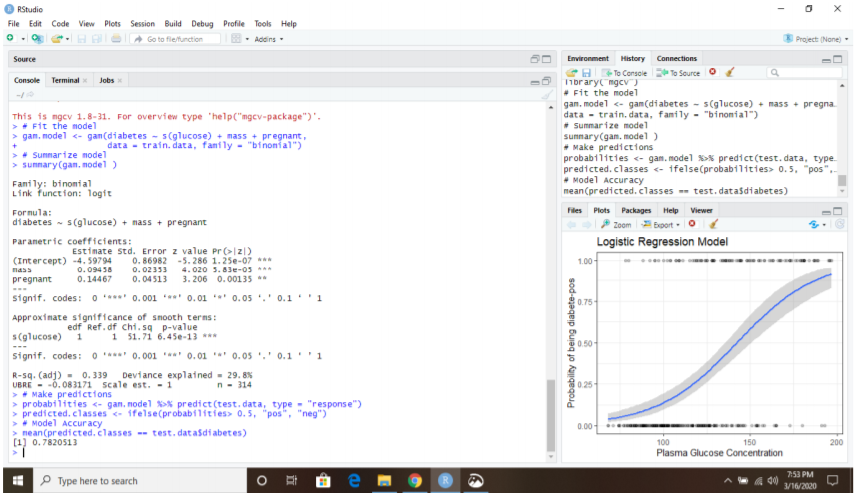 RStudio
File Edit Code View Plots Session Build Debug Profile Tools Help
Go to file/function Addins Project: (None)
Source
Console Terminal Jobs
~/
This is mgcv 1.8-31. For overview type 'help("mgcv-package")'.
> # Fit the model
> gam.model <- gam(diabetes ~ s(glucose) + mass + pregnant,
+ data = train.data, family = "binomial")
> # Summarize model
> summary(gam.model )
Family: binomial
Link function: logit
Formula:
diabetes ~ s(glucose) + mass + pregnant
Parametric coefficients:
Estimate Std. Error z value Pr(>|z|)
(Intercept) -4.59794 0.86982 -5.286 1.25e-07 ***
mass 0.09458 0.02353 4.020 5.83e-05 ***
pregnant 0.14467 0.04513 3.206 0.00135 **
---
Signif. codes: 0 '***' 0.001 '**' 0.01 '*' 0.05 '.' 0.1 ' ' 1
Approximate significance of smooth terms:
edf Ref.df Chi.sq p-value
s(glucose) 1 1 51.71 6.45e-13 ***
---
Signif. codes: 0 '***' 0.001 '**' 0.01 '*' 0.05 '.' 0.1 ' ' 1
R-sq.(adj) = 0.339 Deviance explained = 29.8%
UBRE = -0.083171 Scale est. = 1 n = 314
> # Make predictions
> probabilities <- gam.model %>% predict(test.data, type = "response")
> predicted.classes <- ifelse(probabilities> 0.5, "pos", "neg")
> # Model Accuracy
> mean(predicted.classes == test.data$diabetes)
[1] 0.7820513
>
Environment History Connections
To Console To Source
library("mgcv")
# Fit the model
gam.model <- gam(diabetes ~ s(glucose) + mass + pregna…
data = train.data, family = "binomial")
# Summarize model
summary(gam.model )
# Make predictions
probabilities <- gam.model %>% predict(test.data, type…
predicted.classes <- ifelse(probabilities> 0.5, "pos",…
# Model Accuracy
mean(predicted.classes == test.data$diabetes)
Files Plots Packages Help Viewer
Zoom Export
Logistic Regression Model
Probability of being diabete-pos
1.00
0.75
0.50
0.25
0.00
100 150 200
Plasma Glucose Concentration
Type here to search
7:53 PM
3/16/2020